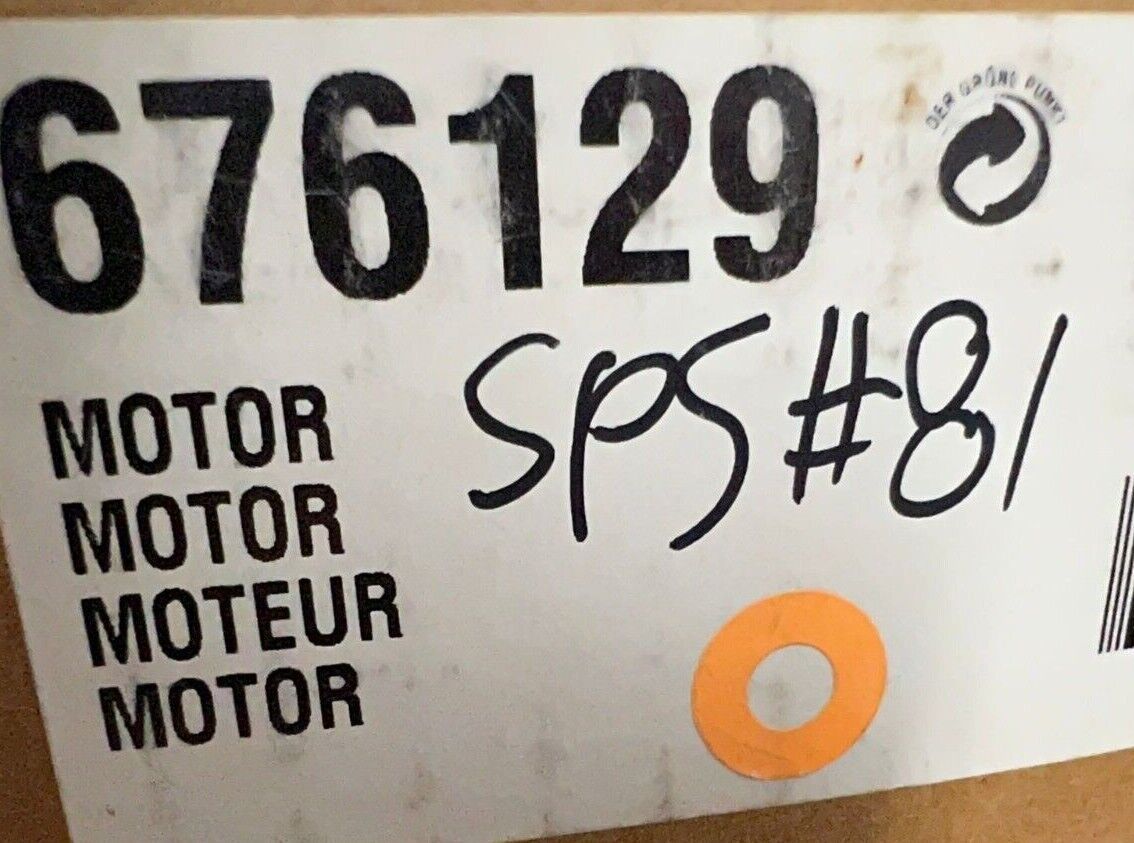 676129
DER GRÜNE PUNKT
SPS #81
MOTOR
MOTOR
MOTEUR
MOTOR